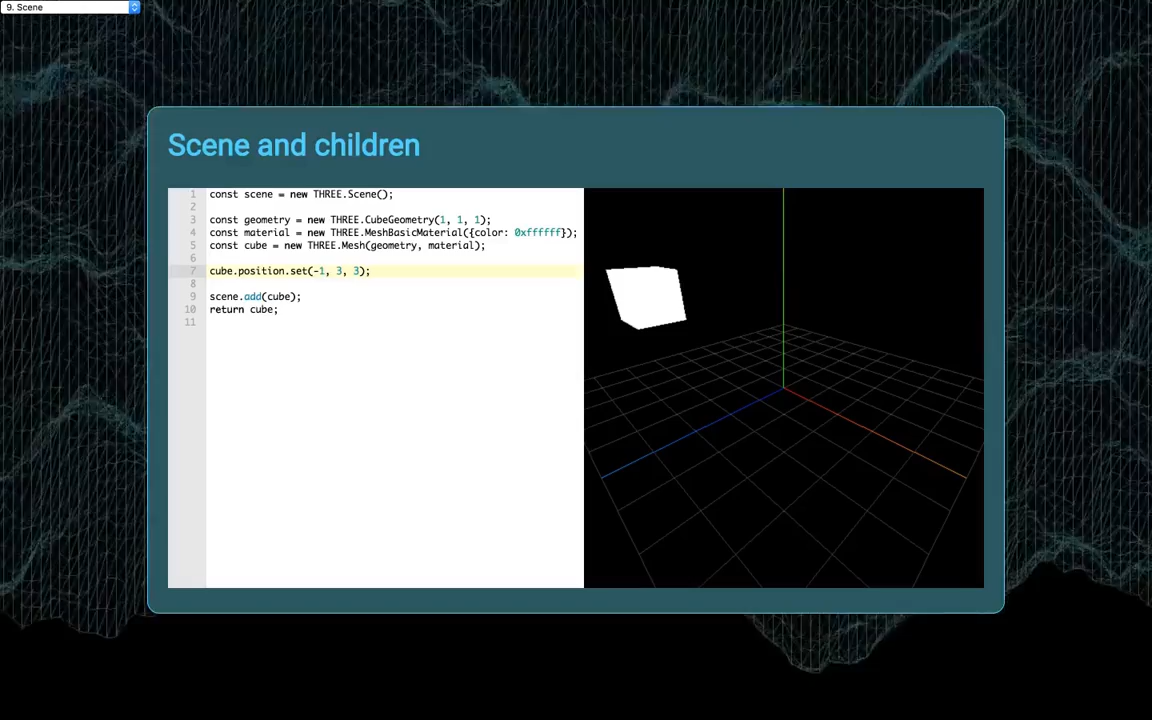 9. Scene
Scene and children
1 const scene = new THREE.Scene();
2
3 const geometry = new THREE.CubeGeometry(1, 1, 1);
4 const material = new THREE.MeshBasicMaterial({color: 0xffffff});
5 const cube = new THREE.Mesh(geometry, material);
6
7 cube.position.set(-1, 3, 3);
8
9 scene.add(cube);
10 return cube;
11